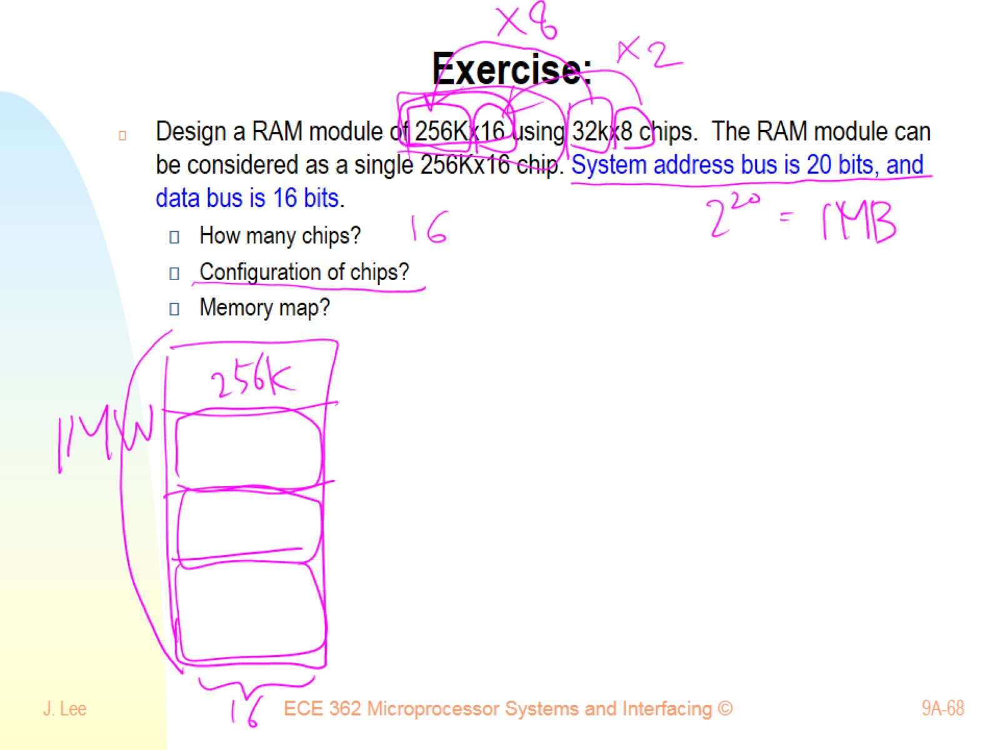 ×8
×2
Exercise:
Design a RAM module of 256Kx16 using 32kx8 chips. The RAM module can
be considered as a single 256Kx16 chip. System address bus is 20 bits, and
data bus is 16 bits.
2^20 = 1MB
How many chips? 16
Configuration of chips?
Memory map?
256K
1MW
16
J. Lee ECE 362 Microprocessor Systems and Interfacing © 9A-68